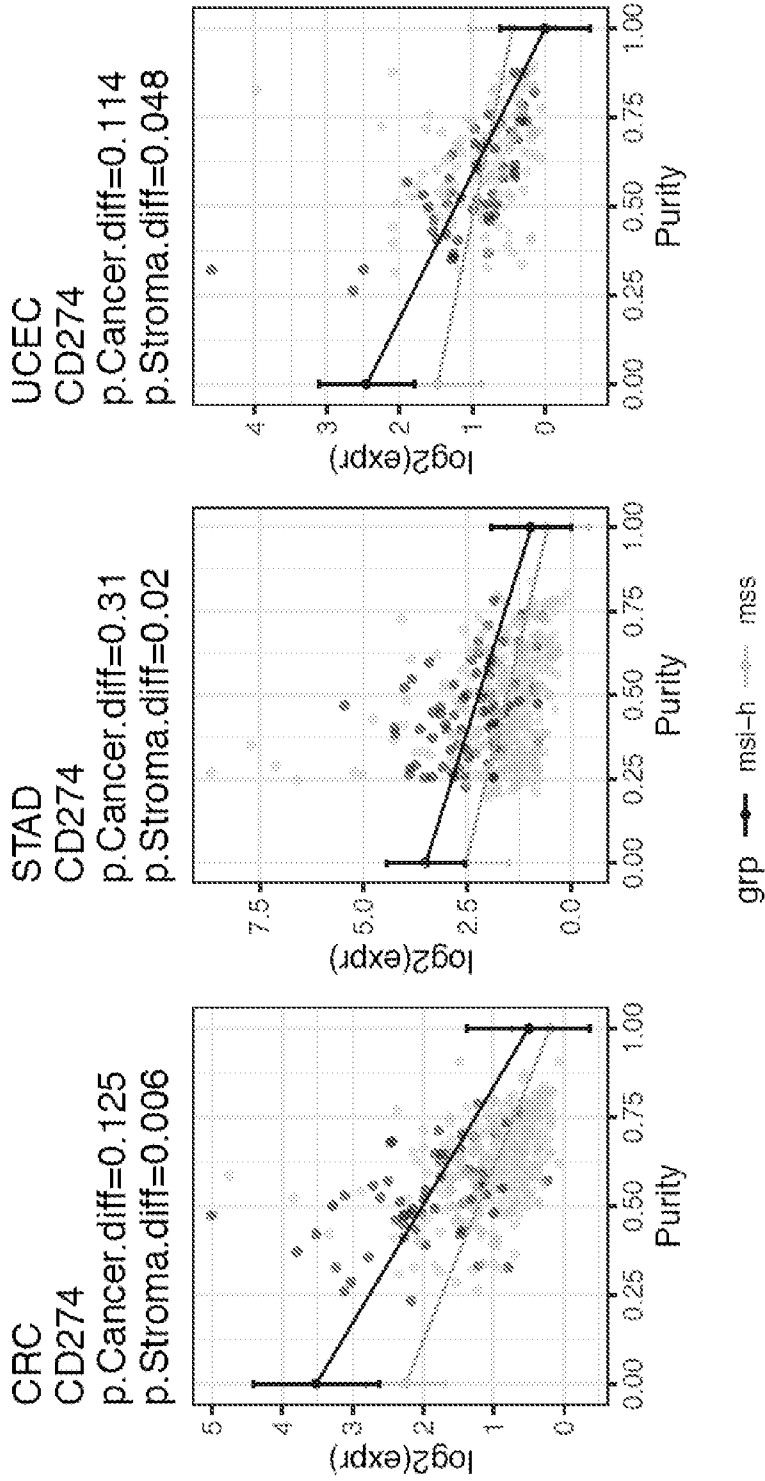 CRC
CD274
p.Cancer.diff=0.125
p.Stroma.diff=0.006
log2(expr)
5
4
3
2
1
0
0.00
0.25
0.50
0.75
1.00
Purity
STAD
CD274
p.Cancer.diff=0.31
p.Stroma.diff=0.02
log2(expr)
7.5
5.0
2.5
0.0
0.00
0.25
0.50
0.75
1.00
Purity
UCEC
CD274
p.Cancer.diff=0.114
p.Stroma.diff=0.048
log2(expr)
4
3
2
1
0
0.00
0.25
0.50
0.75
1.00
Purity
grp msi-h mss